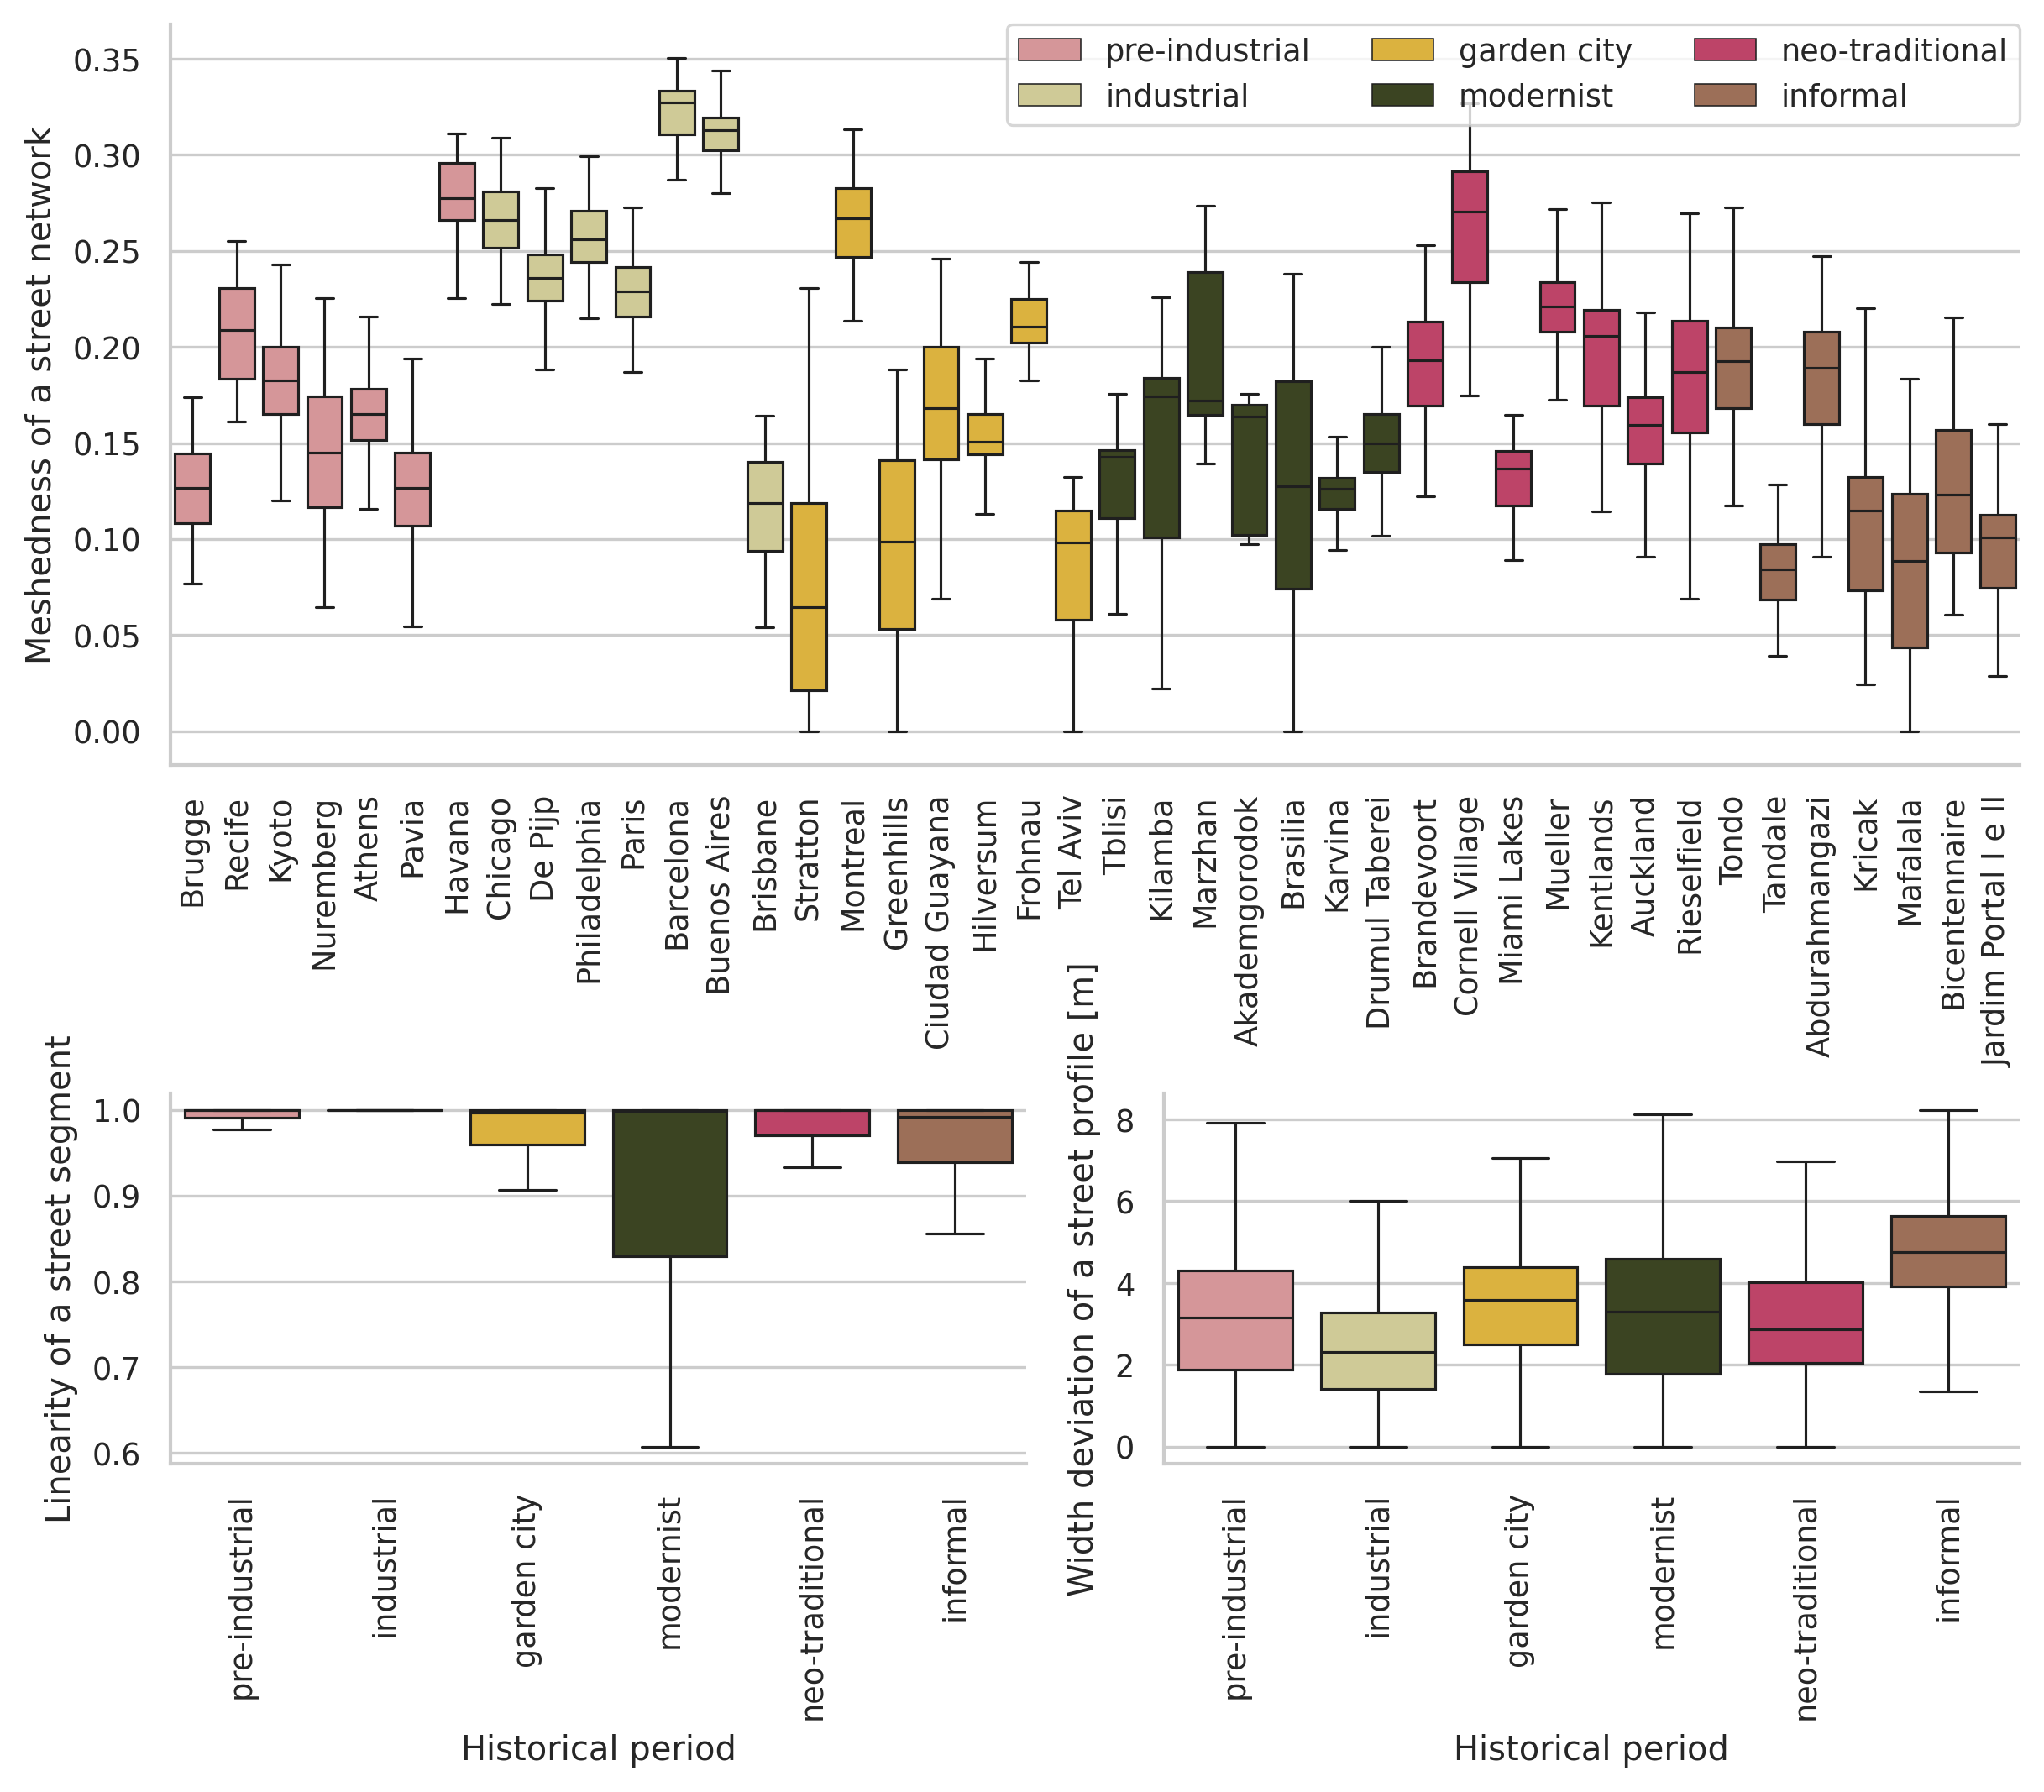 Meshedness of a street network
0.35
0.30
0.25
0.20
0.15
0.10
0.05
0.00
pre-industrial
industrial
garden city
modernist
neo-traditional
informal
Brugge
Recife
Kyoto
Nuremberg
Athens
Pavia
Havana
Chicago
De Pijp
Philadelphia
Paris
Barcelona
Buenos Aires
Brisbane
Stratton
Montreal
Greenhills
Ciudad Guayana
Hilversum
Frohnau
Tel Aviv
Tblisi
Kilamba
Marzhan
Akademgorodok
Brasilia
Karvina
Drumul Taberei
Brandevoort
Cornell Village
Miami Lakes
Mueller
Kentlands
Auckland
Rieselfield
Tondo
Tandale
Abdurahmangazi
Kricak
Mafalala
Bicentennaire
Jardim Portal I e II
Linearity of a street segment
1.0
0.9
0.8
0.7
0.6
pre-industrial
industrial
garden city
modernist
neo-traditional
informal
Historical period
Width deviation of a street profile [m]
8
6
4
2
0
pre-industrial
industrial
garden city
modernist
neo-traditional
informal
Historical period